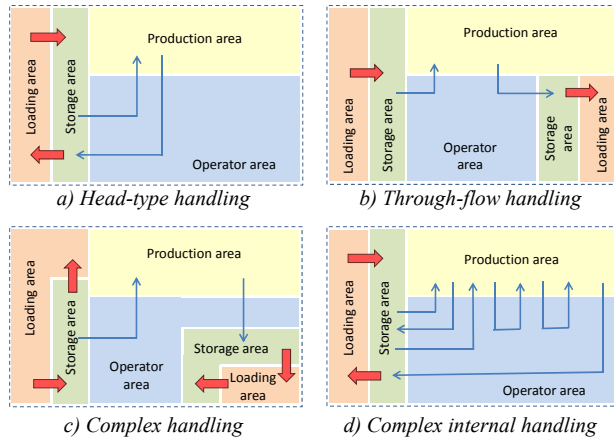 Production area
Loading area
Storage area
Operator area
a) Head-type handling
Production area
Loading area
Storage area
Operator
area
Storage
area
Loading
area
b) Through-flow handling
Production area
Loading area
Storage area
Operator
area
Storage area
Loading
area
c) Complex handling
Production area
Loading area
Storage area
Operator area
d) Complex internal handling